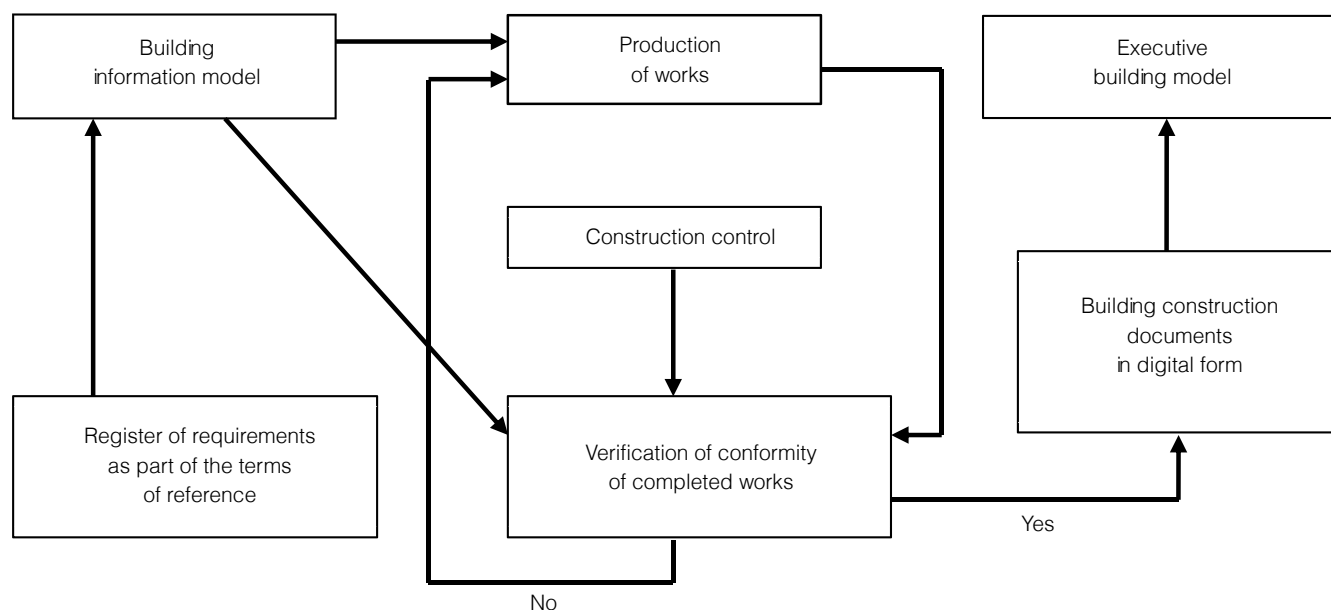 Building
information model
Production
of works
Executive
building model
Construction control
Building construction
documents
in digital form
Register of requirements
as part of the terms
of reference
Verification of conformity
of completed works
Yes
No